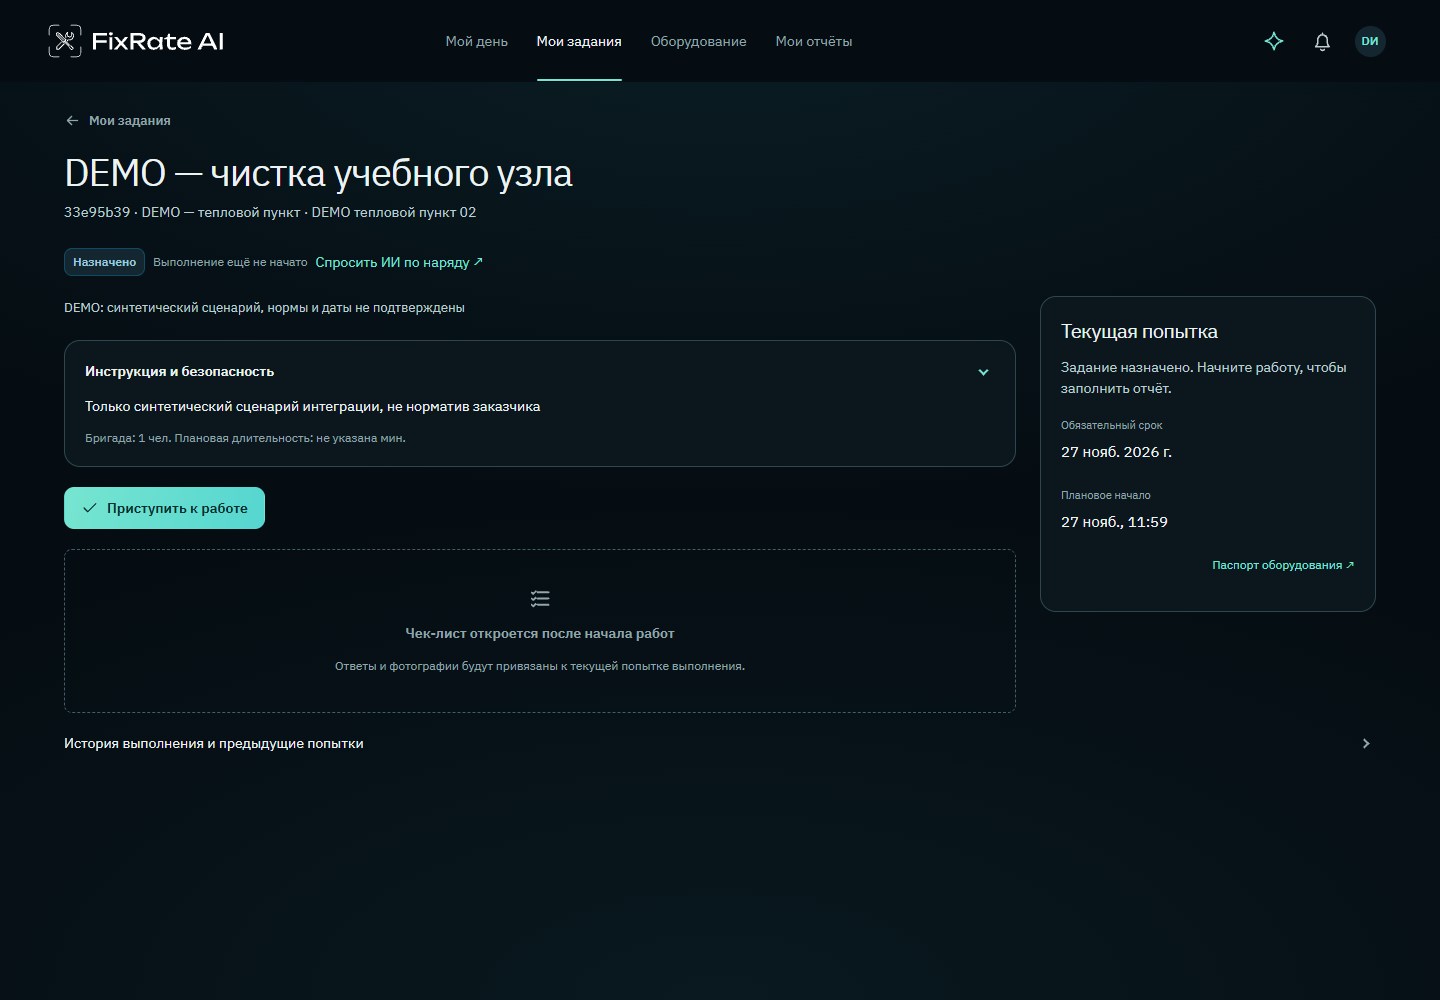 FixRate AI
Мой день
Мои задания
Оборудование
Мои отчёты
DИ
Мои задания
DEMO — чистка учебного узла
33e95b39 · DEMO — тепловой пункт · DEMO тепловой пункт 02
Назначено
Выполнение ещё не начато
Спросить ИИ по наряду ↗
DEMO: синтетический сценарий, нормы и даты не подтверждены
Инструкция и безопасность
Только синтетический сценарий интеграции, не норматив заказчика
Бригада: 1 чел. Плановая длительность: не указана мин.
Приступить к работе
Чек-лист откроется после начала работ
Ответы и фотографии будут привязаны к текущей попытке выполнения.
Текущая попытка
Задание назначено. Начните работу, чтобы
заполнить отчёт.
Обязательный срок
27 нояб. 2026 г.
Плановое начало
27 нояб., 11:59
Паспорт оборудования ↗
История выполнения и предыдущие попытки